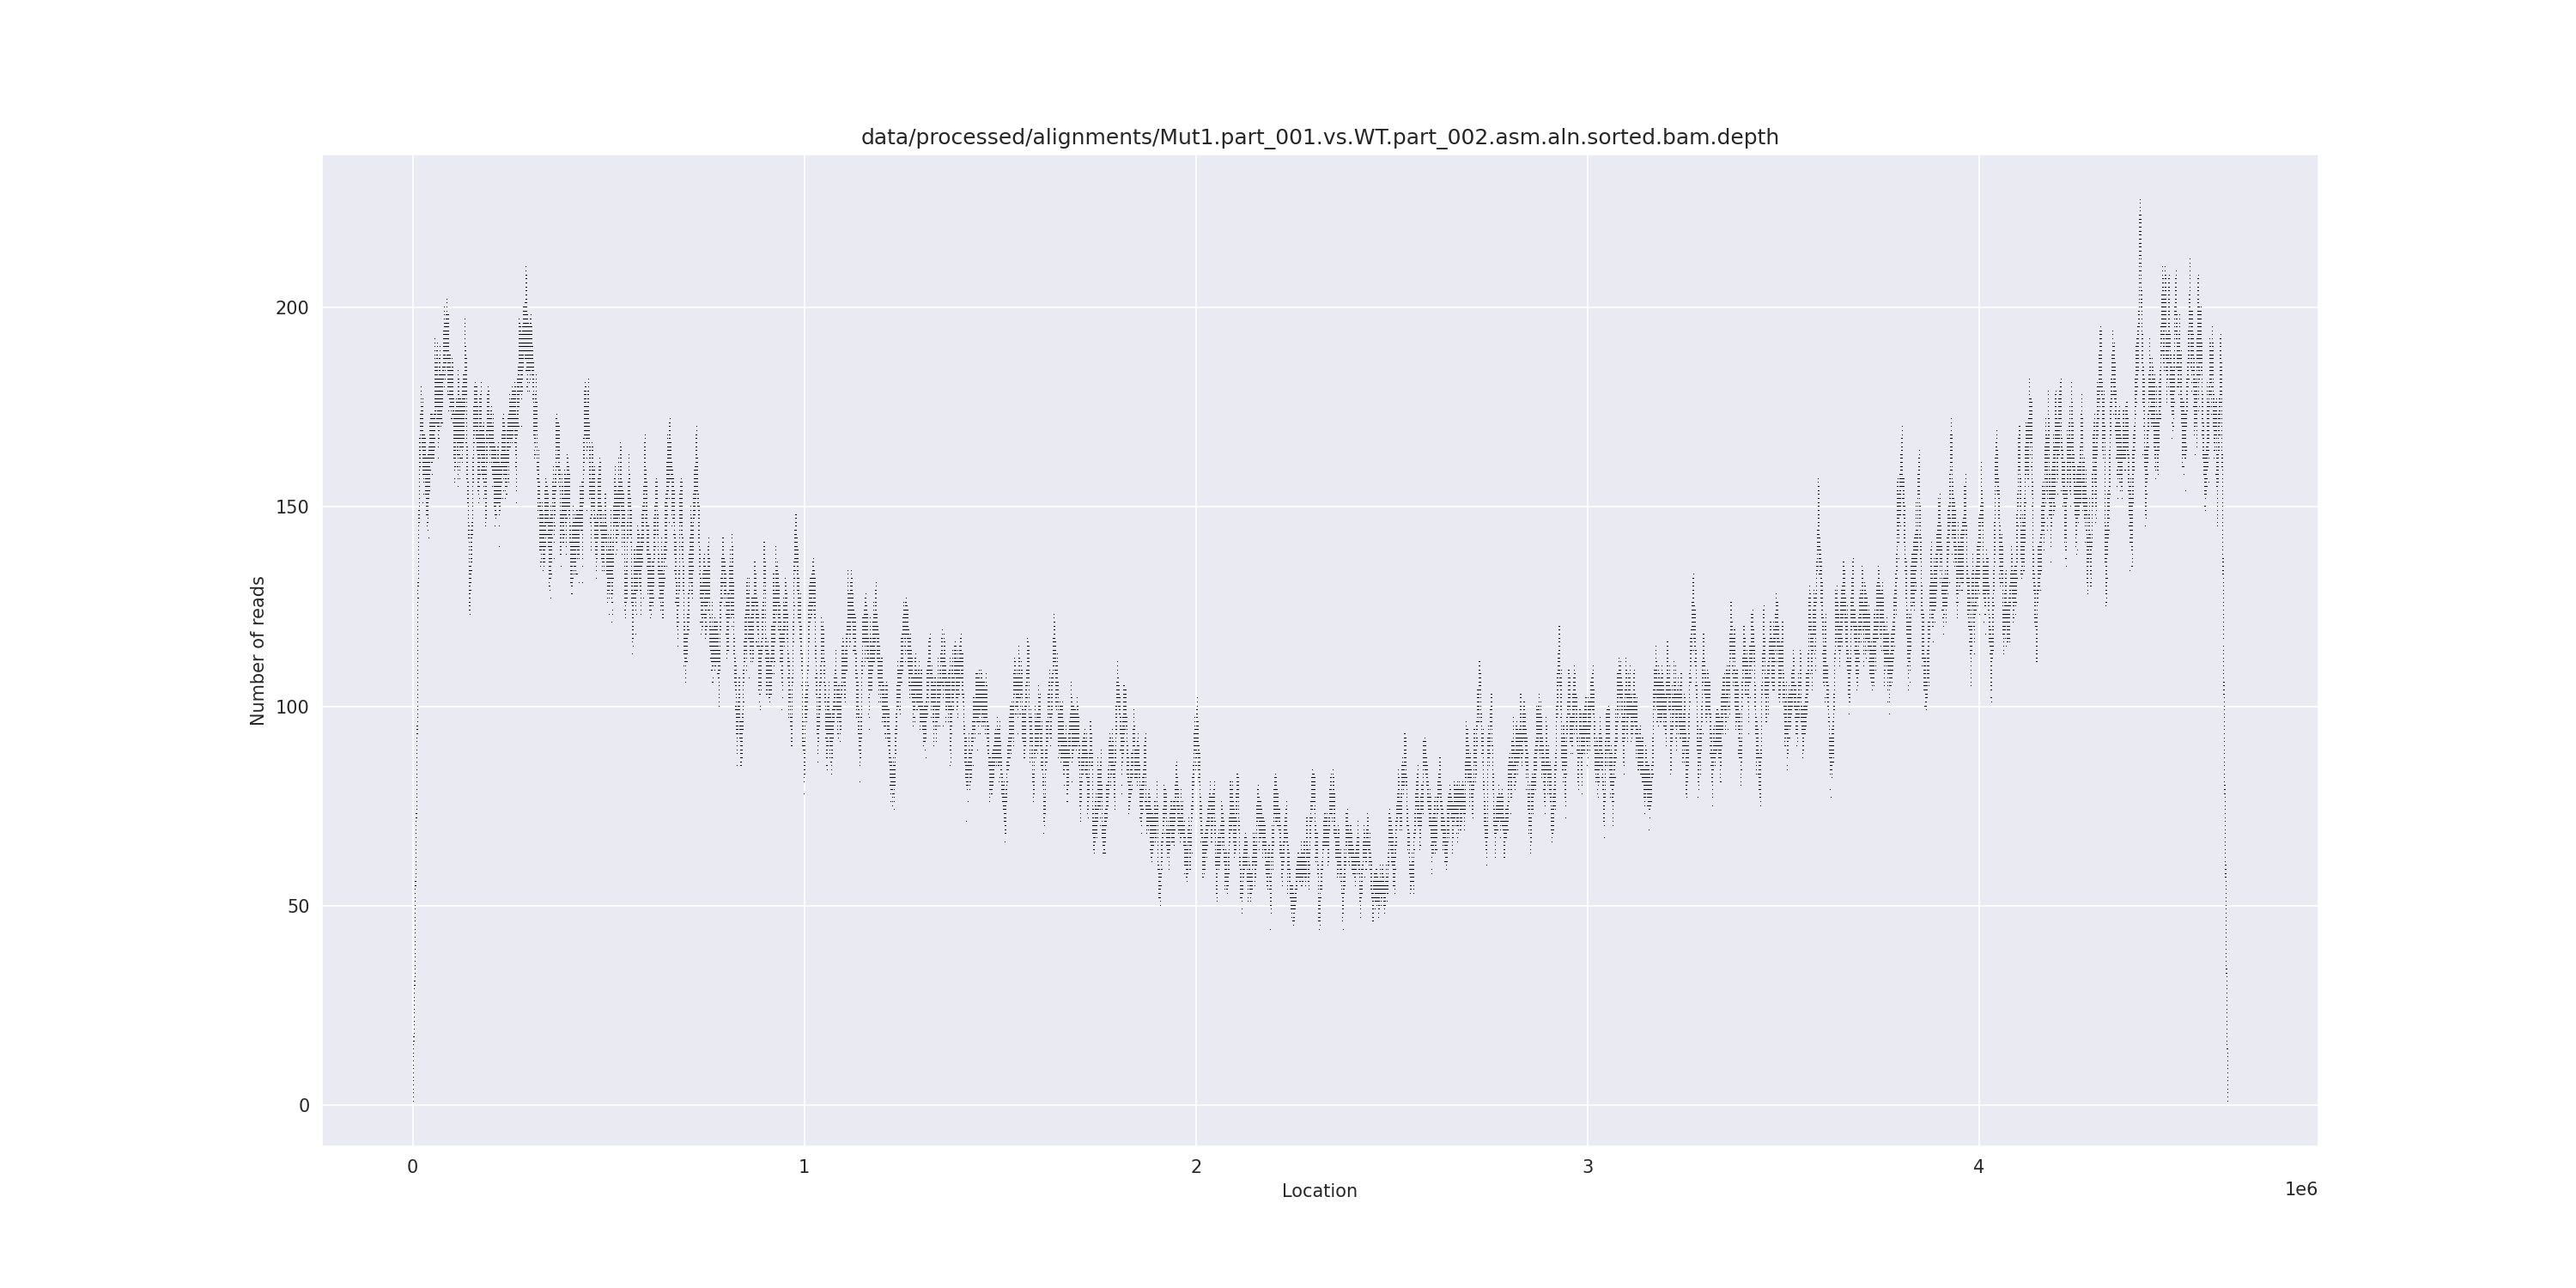 data/processed/alignments/Mut1.part_001.vs.WT.part_002.asm.aln.sorted.bam.depth
Number of reads
200
150
100
50
0
0 1 2 3 4
Location
1e6